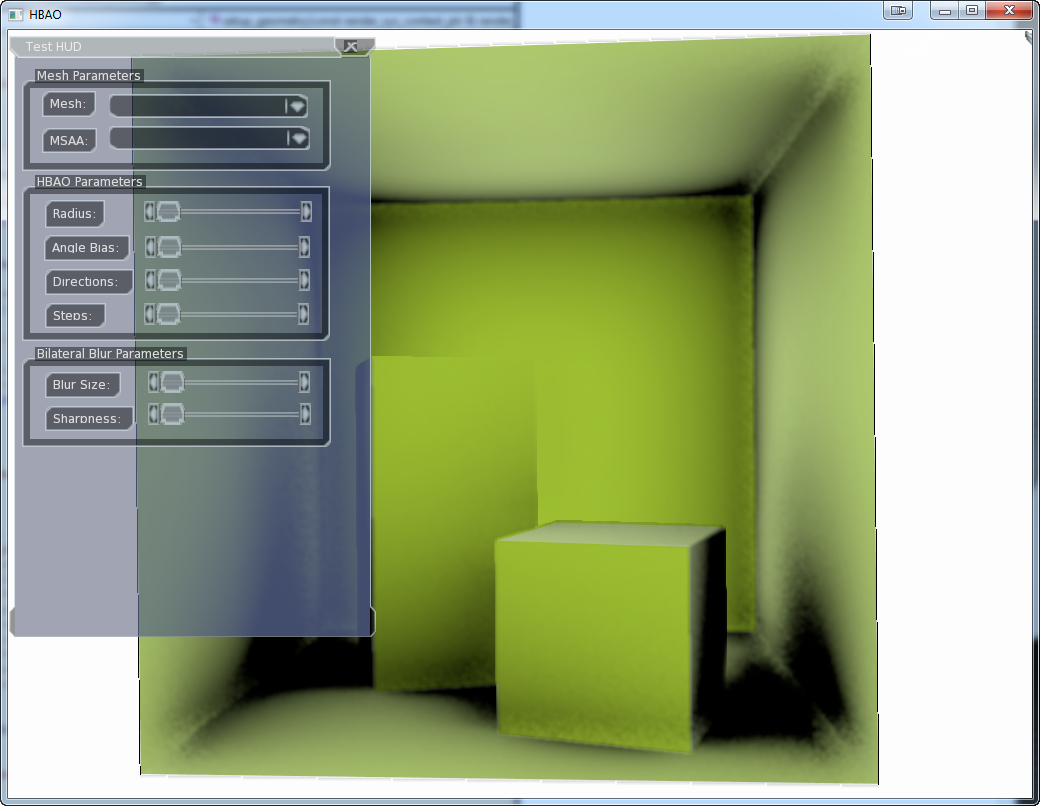 HBAO
Test HUD
Mesh Parameters
Mesh:
MSAA:
HBAO Parameters
Radius:
Angle Bias:
Directions:
Steps:
Bilateral Blur Parameters
Blur Size:
Sharpness: